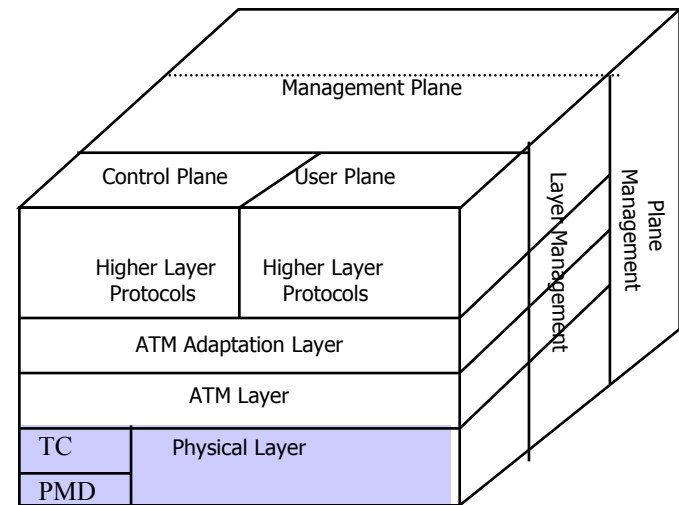 Management Plane
Control Plane
User Plane
Layer Management
Plane
Management
Higher Layer
Protocols
Higher Layer
Protocols
ATM Adaptation Layer
ATM Layer
TC
Physical Layer
PMD